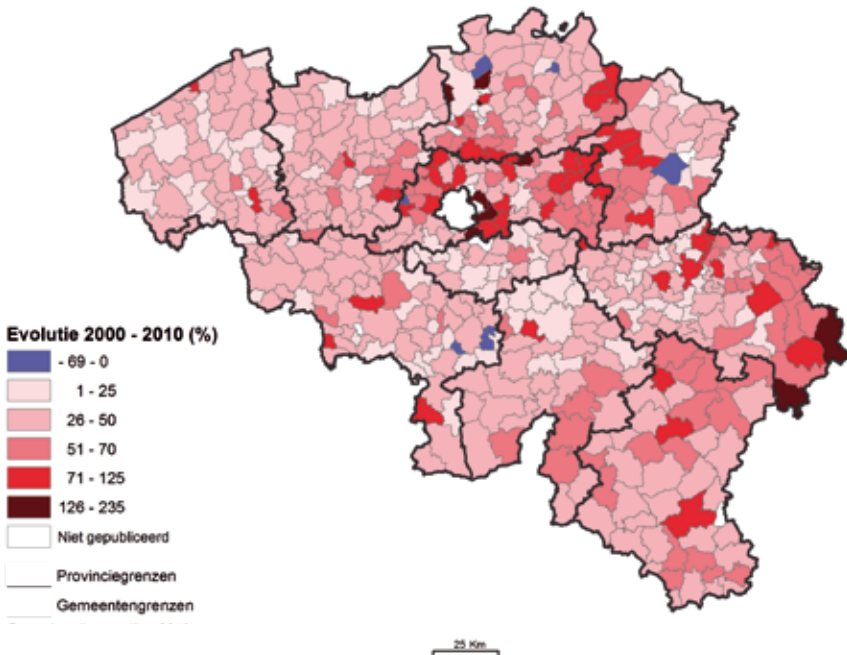 Evolutie 2000 - 2010 (%)
- 69 - 0
1 - 25
26 - 50
51 - 70
71 - 125
126 - 235
Niet gepubliceerd
Provinciegrenzen
Gemeentengrenzen
25 Km